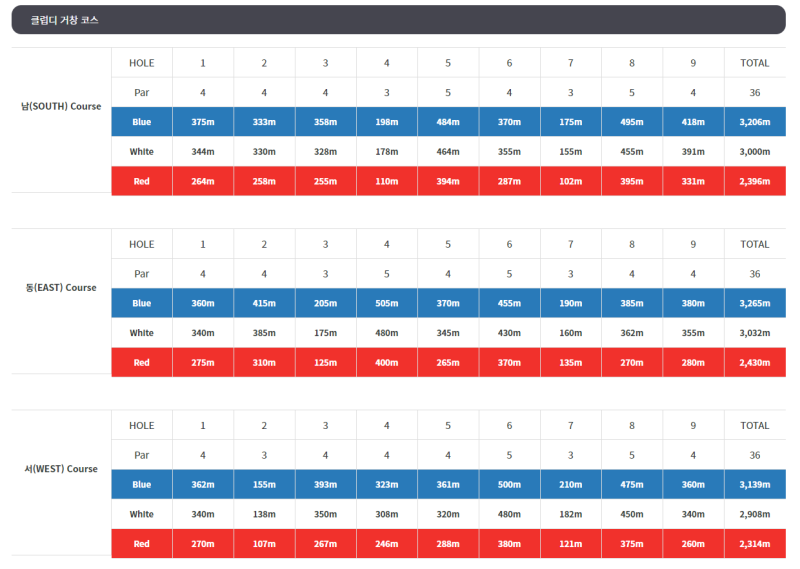 클럽디 거창 코스
HOLE 1 2 3 4 5 6 7 8 9 TOTAL
Par 4 4 4 3 5 4 3 5 4 36
남(SOUTH) Course
Blue 375m 333m 358m 198m 484m 370m 175m 495m 418m 3,206m
White 344m 330m 328m 178m 464m 355m 155m 455m 391m 3,000m
Red 264m 258m 255m 110m 394m 287m 102m 395m 331m 2,396m
HOLE 1 2 3 4 5 6 7 8 9 TOTAL
Par 4 4 3 5 4 5 3 4 4 36
동(EAST) Course
Blue 360m 415m 205m 505m 370m 455m 190m 385m 380m 3,265m
White 340m 385m 175m 480m 345m 430m 160m 362m 355m 3,032m
Red 275m 310m 125m 400m 265m 370m 135m 270m 280m 2,430m
HOLE 1 2 3 4 5 6 7 8 9 TOTAL
Par 4 3 4 4 4 5 3 5 4 36
서(WEST) Course
Blue 362m 155m 393m 323m 361m 500m 210m 475m 360m 3,139m
White 340m 138m 350m 308m 320m 480m 182m 450m 340m 2,908m
Red 270m 107m 267m 246m 288m 380m 121m 375m 260m 2,314m